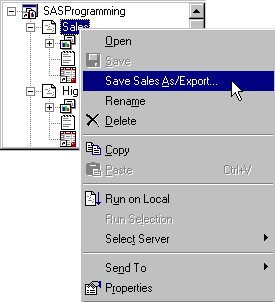 SASProgramming
Sales
Hig
Open
Save
Save Sales As/Export...
Rename
Delete
Copy
Paste Ctrl+V
Run on Local
Run Selection
Select Server
Send To
Properties